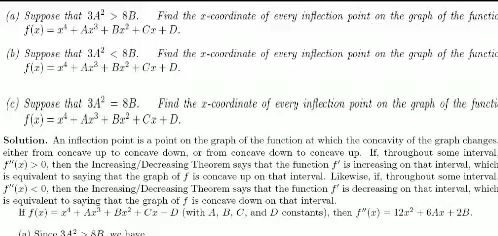 (a) Suppose that 3A² > 8B. Find the x-coordinate of every inflection point on the graph of the functi
f(x) = x⁴ + Ax³ + Bx² + Cx + D.
(b) Suppose that 3A² < 8B. Find the x-coordinate of every inflection point on the graph of the functi
f(x) = x⁴ + Ax³ + Bx² + Cx + D.
(c) Suppose that 3A² = 8B. Find the x-coordinate of every inflection point on the graph of the functi
f(x) = x⁴ + Ax³ + Bx² + Cx + D.
Solution. An inflection point is a point on the graph of the function at which the concavity of the graph changes
either from concave up to concave down, or from concave down to concave up. If, throughout some interval,
f″(x) > 0, then the Increasing/Decreasing Theorem says that the function f′ is increasing on that interval, which
is equivalent to saying that the graph of f is concave up on that interval. Likewise, if, throughout some interval
f″(x) < 0, then the Increasing/Decreasing Theorem says that the function f′ is decreasing on that interval, which
is equivalent to saying that the graph of f is concave down on that interval.
If f(x) = x⁴ + Ax³ + Bx² + Cx − D (with A, B, C, and D constants), then f″(x) = 12x² + 6Ax + 2B.
(a) Since 3A² > 8B, we have